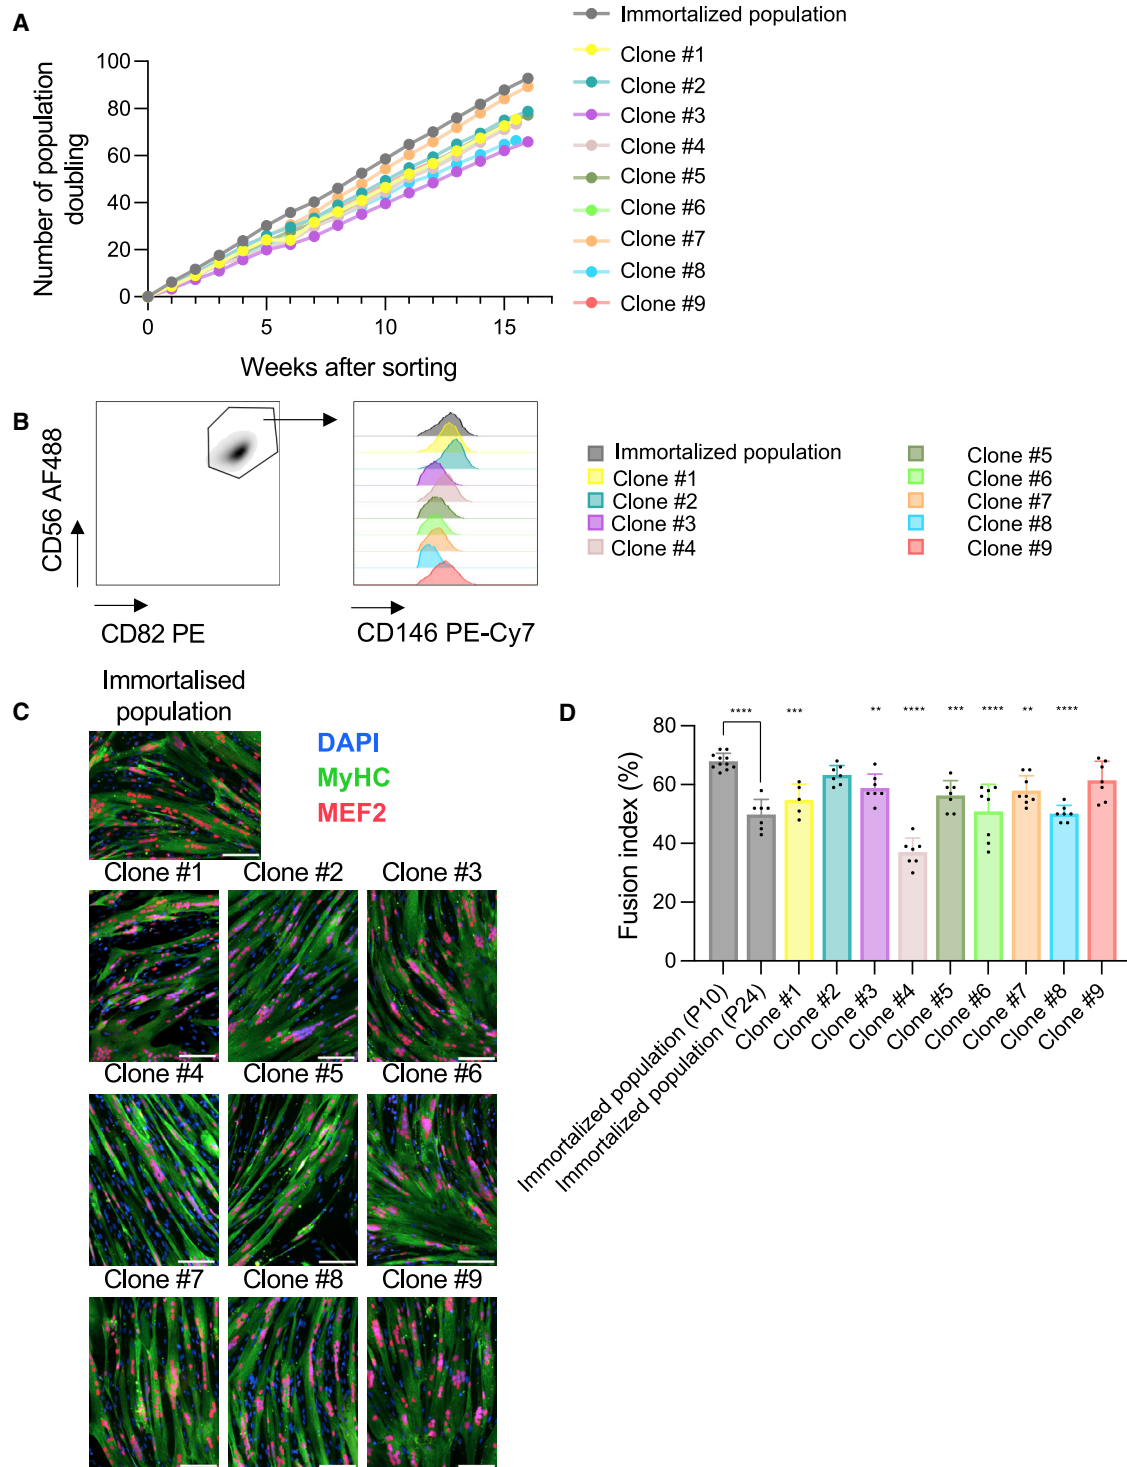 A
Immortalized population
Clone #1
Clone #2
Clone #3
Clone #4
Clone #5
Clone #6
Clone #7
Clone #8
Clone #9
Number of population
doubling
100
80
60
40
20
0
0
5
10
15
Weeks after sorting
B
CD56 AF488
CD82 PE
CD146 PE-Cy7
Immortalized population
Clone #1
Clone #2
Clone #3
Clone #4
Clone #5
Clone #6
Clone #7
Clone #8
Clone #9
C
Immortalised
population
DAPI
MyHC
MEF2
Clone #1
Clone #2
Clone #3
Clone #4
Clone #5
Clone #6
Clone #7
Clone #8
Clone #9
D
**** *** ** **** *** **** ** ****
Fusion index (%)
80
60
40
20
0
Immortalized population (P10)
Immortalized population (P24)
Clone #1
Clone #2
Clone #3
Clone #4
Clone #5
Clone #6
Clone #7
Clone #8
Clone #9